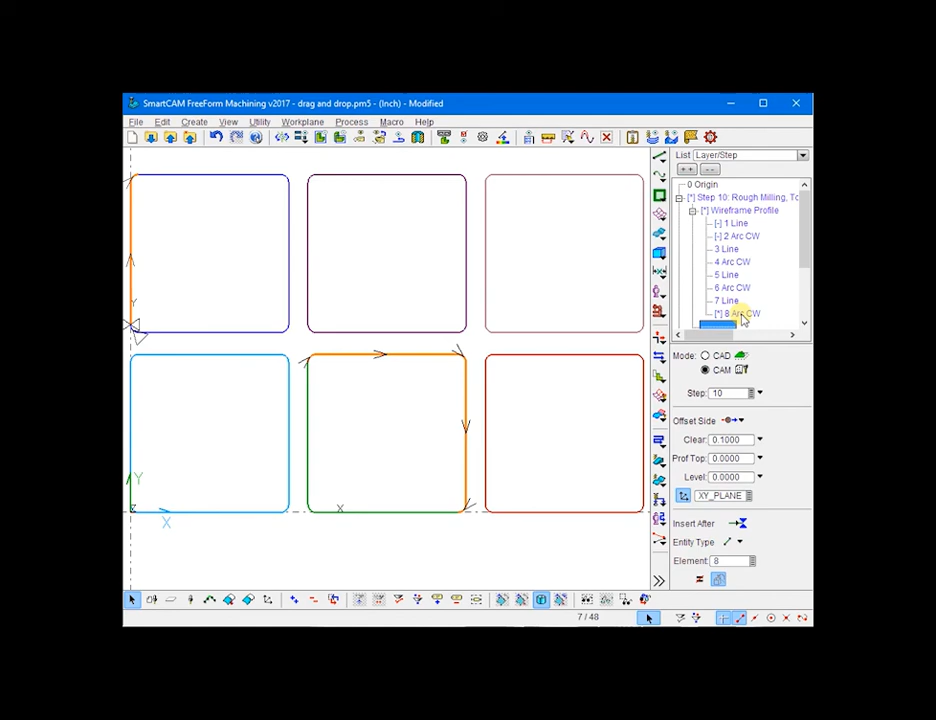 SmartCAM FreeForm Machining v2017 - drag and drop.pm5 - (Inch) - Modified
File Edit Create View Utility Workplane Process Macro Help
List Layer/Step
++ --
0 Origin
[*] Step 10: Rough Milling, To
[*] Wireframe Profile
[-] 1 Line
[-] 2 Arc CW
3 Line
4 Arc CW
5 Line
6 Arc CW
7 Line
[*] 8 Arc CW
Y
Mode: CAD
CAM
Step: 10
Offset Side
Clear: 0.1000
Prof Top: 0.0000
Level: 0.0000
Y
XY_PLANE
X
X
Insert After
Entity Type
Element: 8
7 / 48